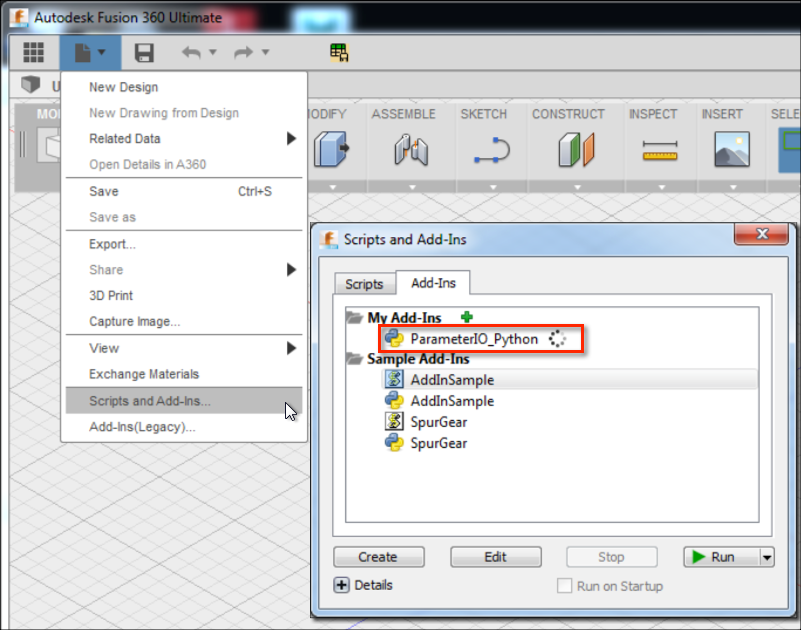 Autodesk Fusion 360 Ultimate
U
MO
ODIFY ASSEMBLE SKETCH CONSTRUCT INSPECT INSERT SELE
New Design
New Drawing from Design
Related Data
Open Details in A360
Save Ctrl+S
Save as
Export...
Share
3D Print
Capture Image...
View
Exchange Materials
Scripts and Add-Ins...
Add-Ins(Legacy)...
Scripts and Add-Ins
Scripts Add-Ins
My Add-Ins
ParameterIO_Python
Sample Add-Ins
AddInSample
AddInSample
SpurGear
SpurGear
Create Edit Stop Run
Details Run on Startup